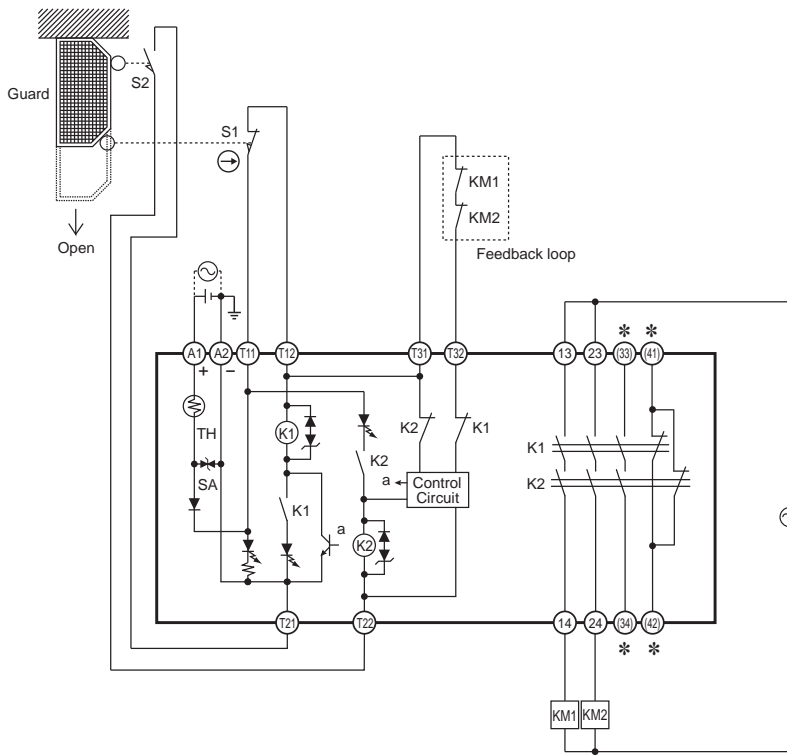 Guard
S2
S1
KM1
KM2
Feedback loop
Open
A1 A2 T11 T12 T31 T32 13 23 (33) (41)
+ −
* *
TH
SA
K1
K1
a
K2
K2
K2 K1
a
Control
Circuit
K1
K2
T21 T22 14 24 (34) (42)
* *
KM1 KM2